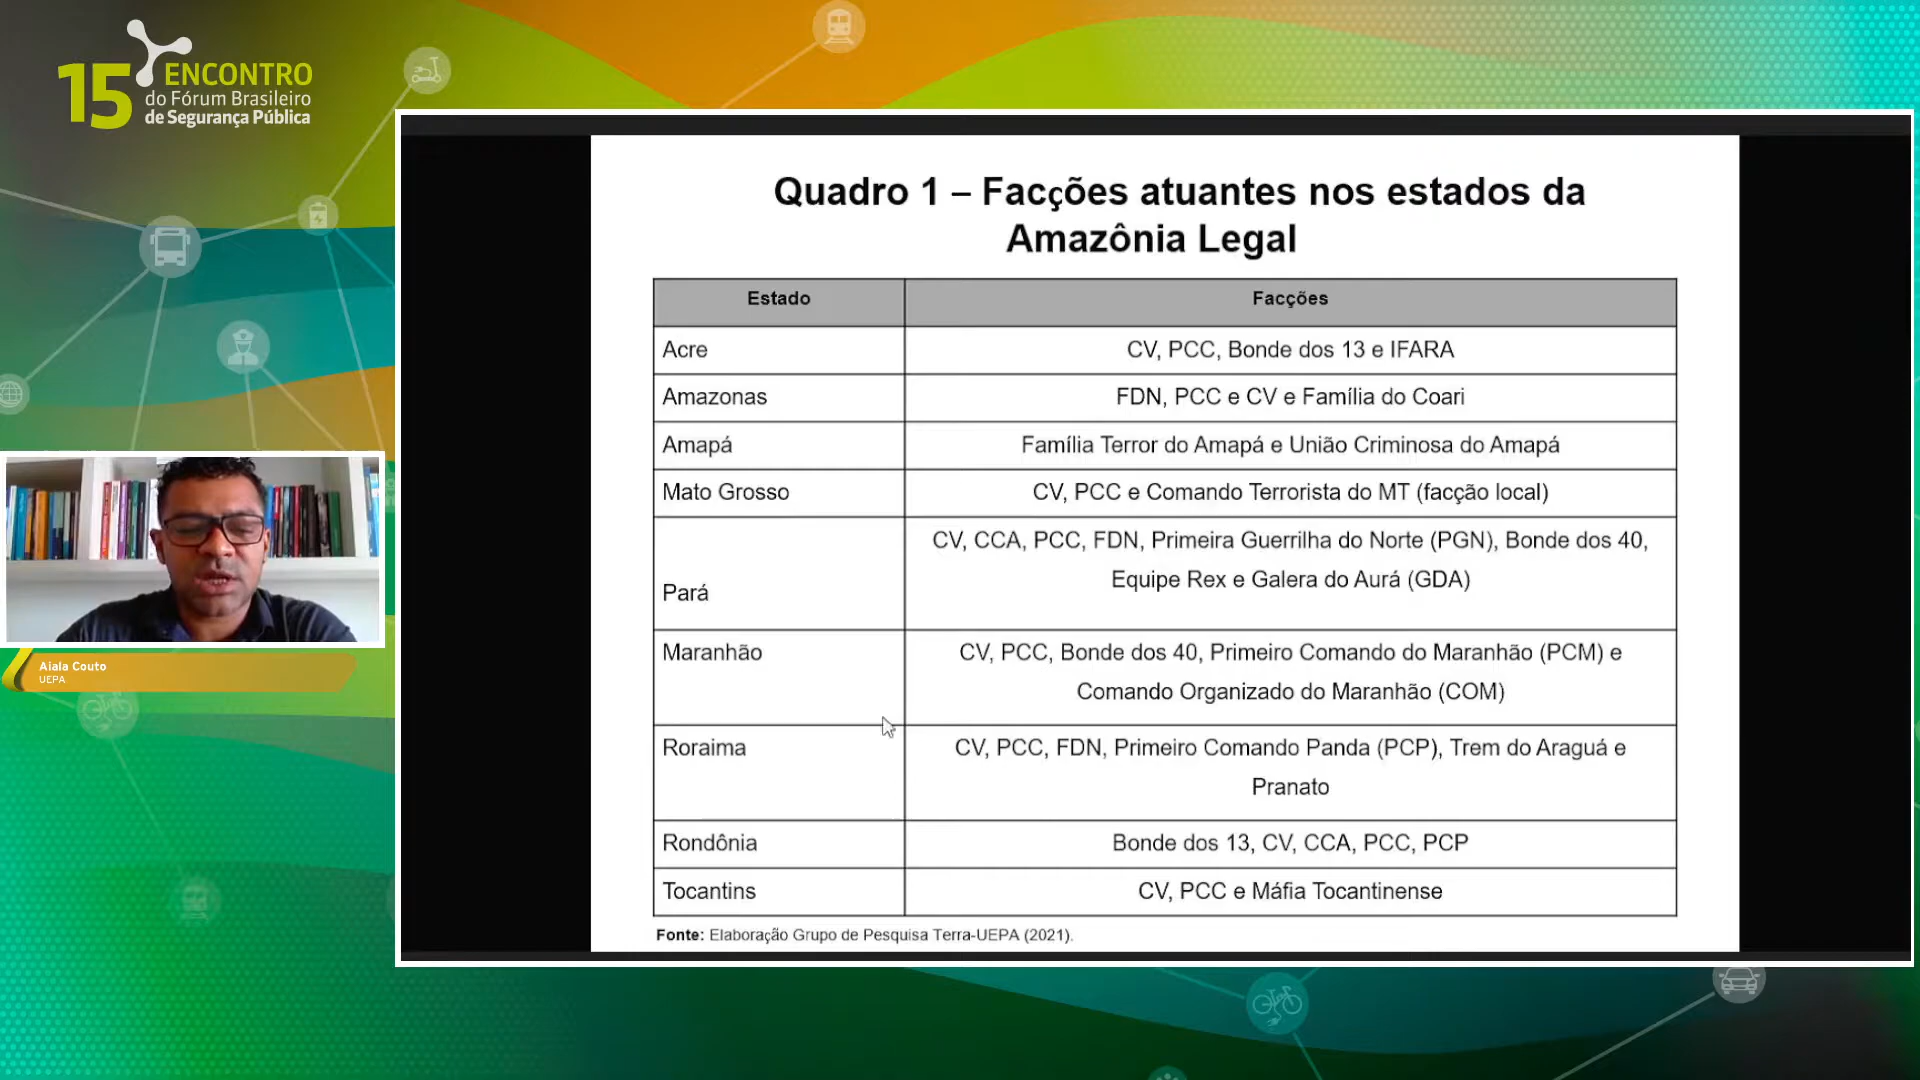 15 ENCONTRO
do Fórum Brasileiro
de Segurança Pública
Quadro 1 – Facções atuantes nos estados da
Amazônia Legal
Estado Facções
Acre CV, PCC, Bonde dos 13 e IFARA
Amazonas FDN, PCC e CV e Família do Coari
Amapá Família Terror do Amapá e União Criminosa do Amapá
Mato Grosso CV, PCC e Comando Terrorista do MT (facção local)
CV, CCA, PCC, FDN, Primeira Guerrilha do Norte (PGN), Bonde dos 40,
Equipe Rex e Galera do Aurá (GDA)
Pará
Maranhão CV, PCC, Bonde dos 40, Primeiro Comando do Maranhão (PCM) e
Comando Organizado do Maranhão (COM)
Roraima CV, PCC, FDN, Primeiro Comando Panda (PCP), Trem do Araguá e
Pranato
Rondônia Bonde dos 13, CV, CCA, PCC, PCP
Tocantins CV, PCC e Máfia Tocantinense
Fonte: Elaboração Grupo de Pesquisa Terra-UEPA (2021).
Aiala Couto
UEPA